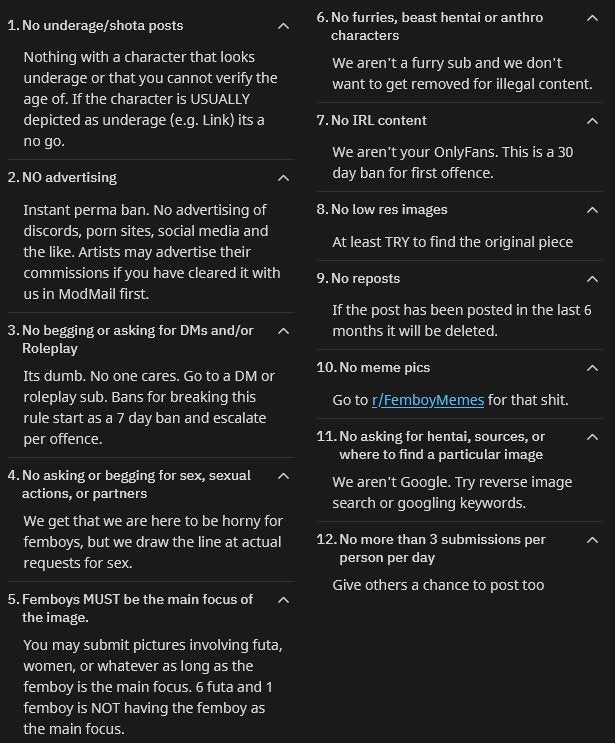 1. No underage/shota posts
Nothing with a character that looks
underage or that you cannot verify the
age of. If the character is USUALLY
depicted as underage (e.g. Link) its a
no go.
2. NO advertising
Instant perma ban. No advertising of
discords, porn sites, social media and
the like. Artists may advertise their
commissions if you have cleared it with
us in ModMail first.
3. No begging or asking for DMs and/or
Roleplay
Its dumb. No one cares. Go to a DM or
roleplay sub. Bans for breaking this
rule start as a 7 day ban and escalate
per offence.
4. No asking or begging for sex, sexual
actions, or partners
We get that we are here to be horny for
femboys, but we draw the line at actual
requests for sex.
5. Femboys MUST be the main focus of
the image.
You may submit pictures involving futa,
women, or whatever as long as the
femboy is the main focus. 6 futa and 1
femboy is NOT having the femboy as
the main focus.
6. No furries, beast hentai or anthro
characters
We aren't a furry sub and we don't
want to get removed for illegal content.
7. No IRL content
We aren't your OnlyFans. This is a 30
day ban for first offence.
8. No low res images
At least TRY to find the original piece
9. No reposts
If the post has been posted in the last 6
months it will be deleted.
10. No meme pics
Go to r/FemboyMemes for that shit.
11. No asking for hentai, sources, or
where to find a particular image
We aren't Google. Try reverse image
search or googling keywords.
12. No more than 3 submissions per
person per day
Give others a chance to post too